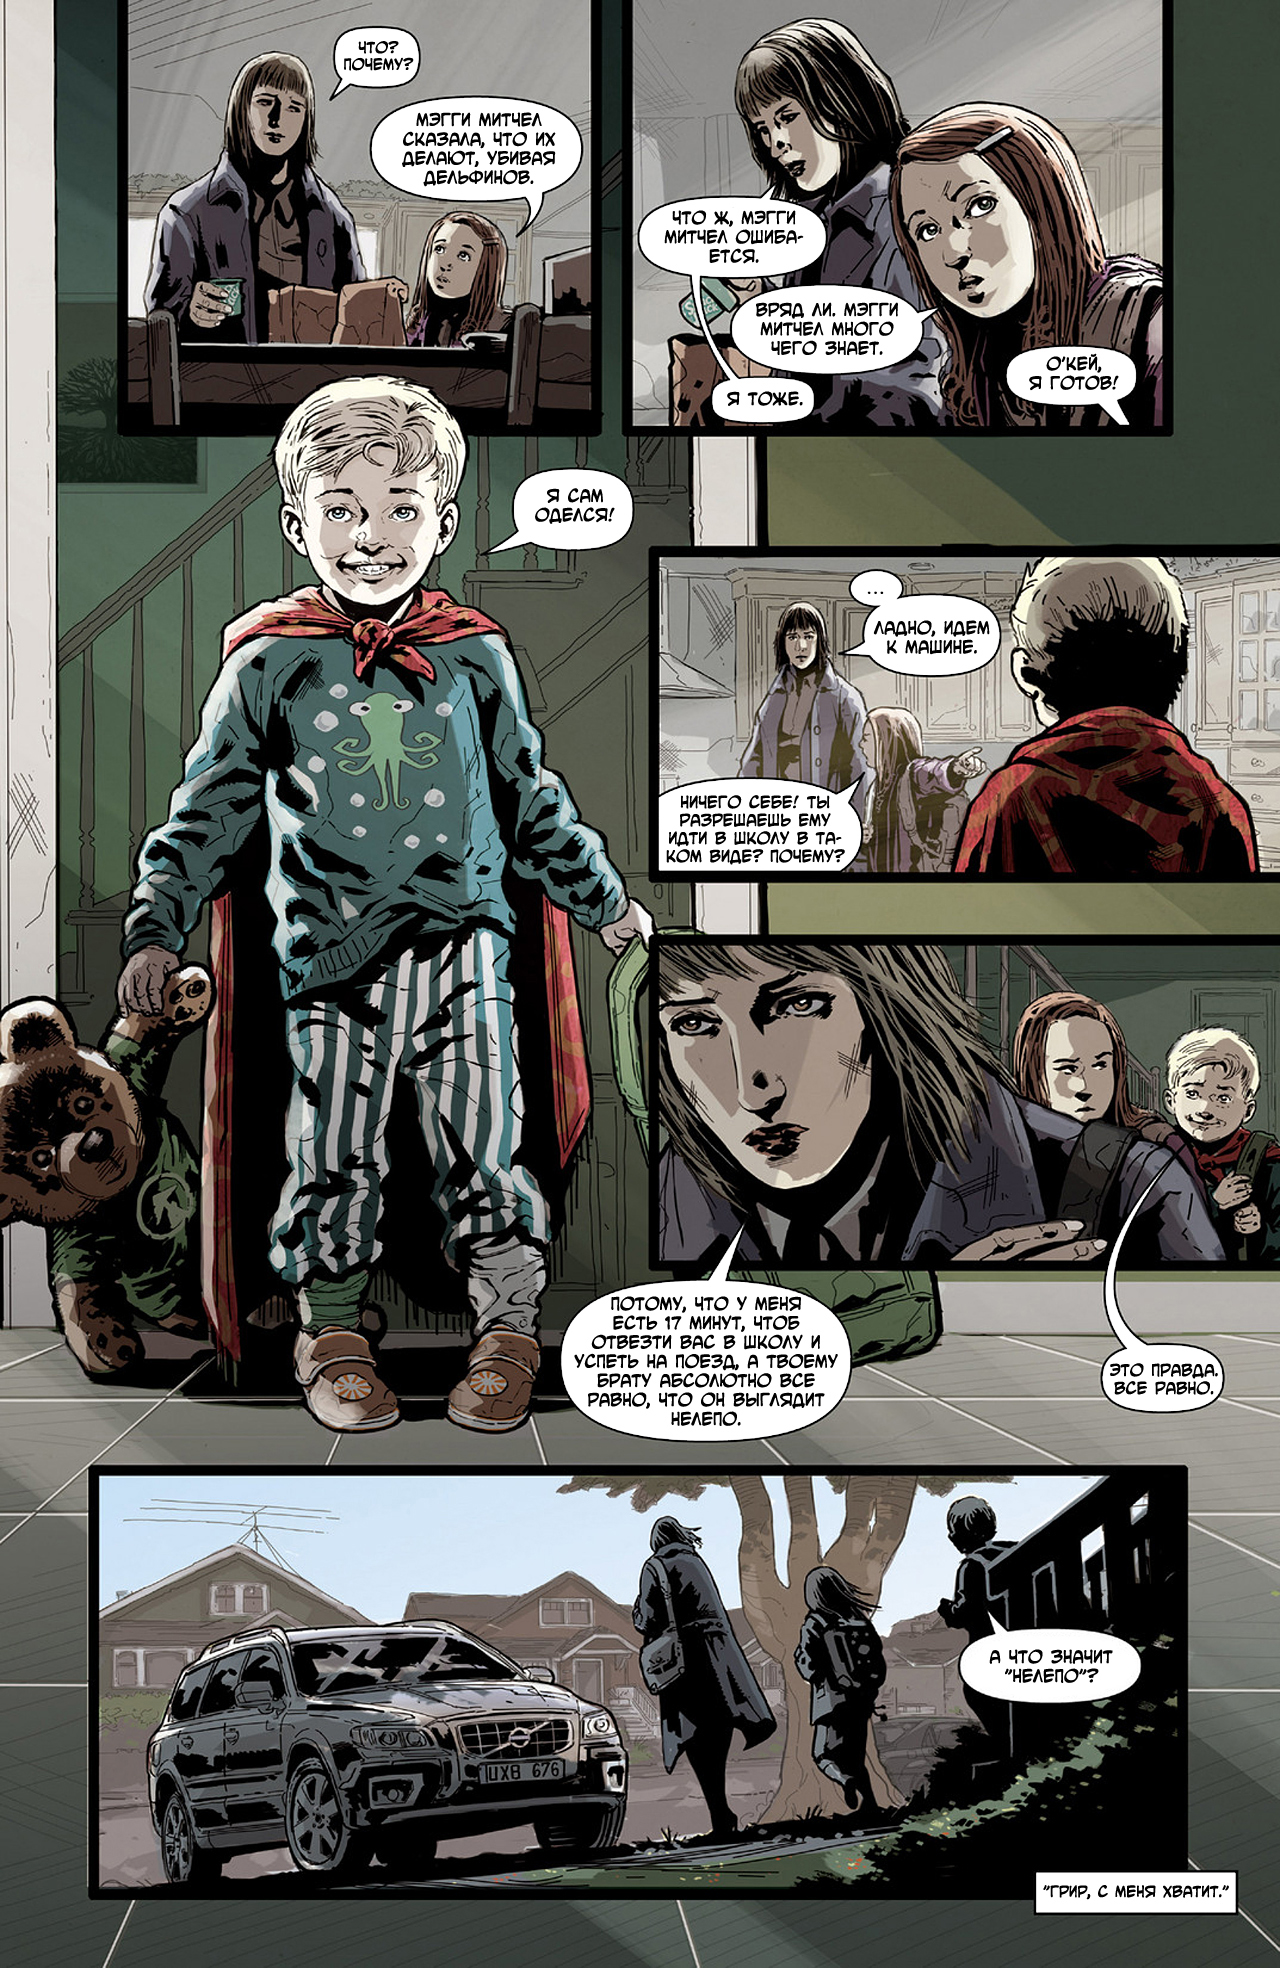 ЧТО?
ПОЧЕМУ?
МЭГГИ МИТЧЕЛ
СКАЗАЛА, ЧТО ИХ
ДЕЛАЮТ, УБИВАЯ
ДЕЛЬФИНОВ.
ЧТО Ж, МЭГГИ
МИТЧЕЛ ОШИБА-
ЕТСЯ.
ВРЯД ЛИ. МЭГГИ
МИТЧЕЛ МНОГО
ЧЕГО ЗНАЕТ.
Я ТОЖЕ.
О'КЕЙ,
Я ГОТОВ!
Я САМ
ОДЕЛСЯ!
...
ЛАДНО, ИДЕМ
К МАШИНЕ.
НИЧЕГО СЕБЕ! ТЫ
РАЗРЕШАЕШЬ ЕМУ
ИДТИ В ШКОЛУ В ТА-
КОМ ВИДЕ? ПОЧЕМУ?
ПОТОМУ, ЧТО У МЕНЯ
ЕСТЬ 17 МИНУТ, ЧТОБ
ОТВЕЗТИ ВАС В ШКОЛУ И
УСПЕТЬ НА ПОЕЗД, А ТВОЕМУ
БРАТУ АБСОЛЮТНО ВСЕ
РАВНО, ЧТО ОН ВЫГЛЯДИТ
НЕЛЕПО.
ЭТО ПРАВДА.
ВСЕ РАВНО.
А ЧТО ЗНАЧИТ
"НЕЛЕПО"?
UXB 676
"ГРИР, С МЕНЯ ХВАТИТ."